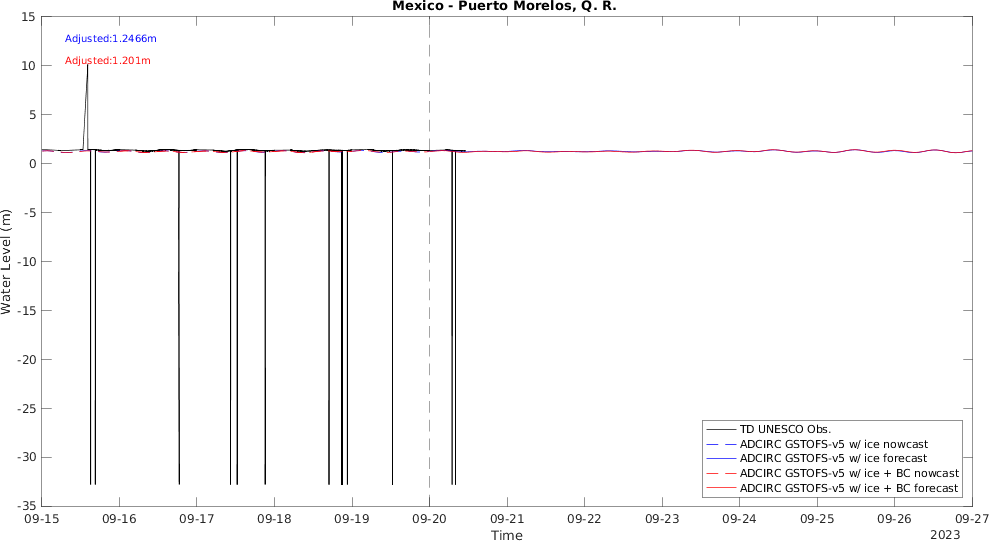 Mexico - Puerto Morelos, Q. R.
15
10
5
0
-5
-10
-15
-20
-25
-30
-35
Water Level (m)
Adjusted:1.2466m
Adjusted:1.201m
TD UNESCO Obs.
ADCIRC GSTOFS-v5 w/ ice nowcast
ADCIRC GSTOFS-v5 w/ ice forecast
ADCIRC GSTOFS-v5 w/ ice + BC nowcast
ADCIRC GSTOFS-v5 w/ ice + BC forecast
09-15 09-16 09-17 09-18 09-19 09-20 09-21 09-22 09-23 09-24 09-25 09-26 09-27
Time
2023